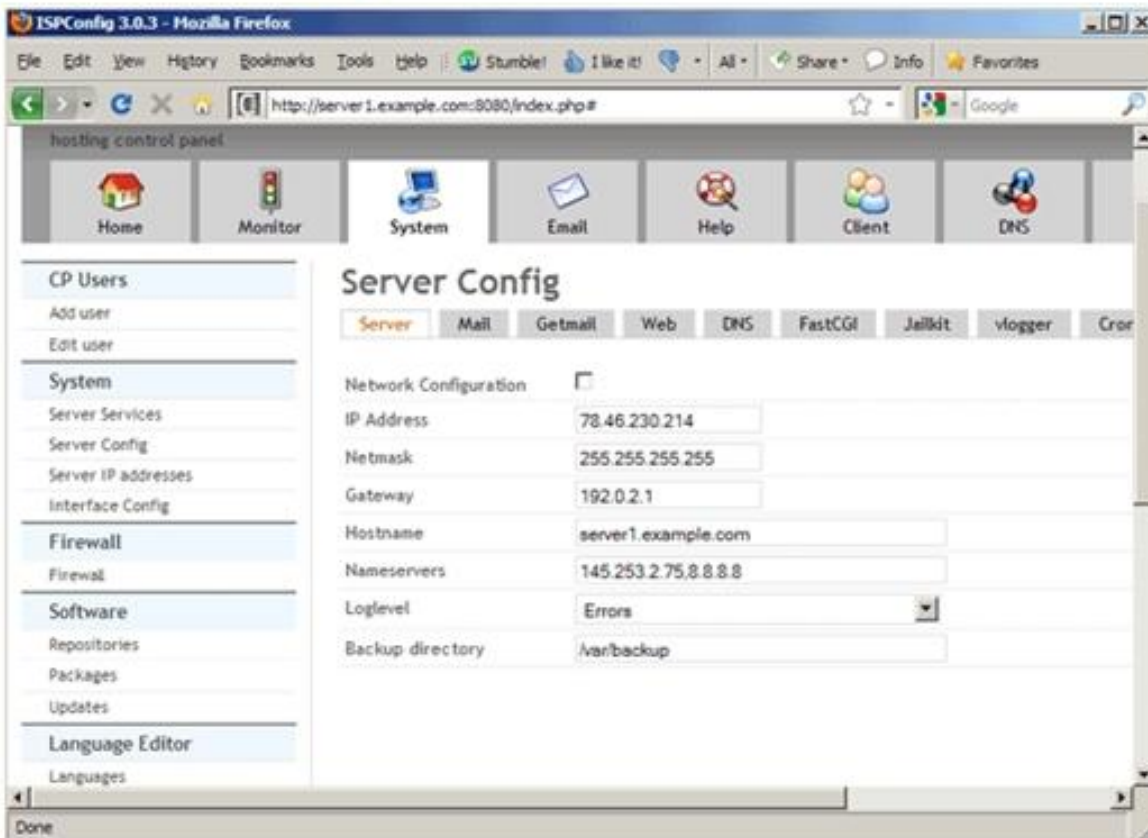 ISPConfig 3.0.3 - Mozilla Firefox
File Edit View History Bookmarks Tools Help Stumble! I like it! All Share Info Favorites
http://server1.example.com:8080/index.php# Google
hosting control panel
Home Monitor System Email Help Client DNS
CP Users
Add user
Edit user
System
Server Services
Server Config
Server IP addresses
Interface Config
Firewall
Firewall
Software
Repositories
Packages
Updates
Language Editor
Languages
Server Config
Server Mail Getmail Web DNS FastCGI Jailkit vlogger Cron
Network Configuration
IP Address 78.46.230.214
Netmask 255.255.255.255
Gateway 192.0.2.1
Hostname server1.example.com
Nameservers 145.253.2.75,8.8.8.8
Loglevel Errors
Backup directory /var/backup
Done